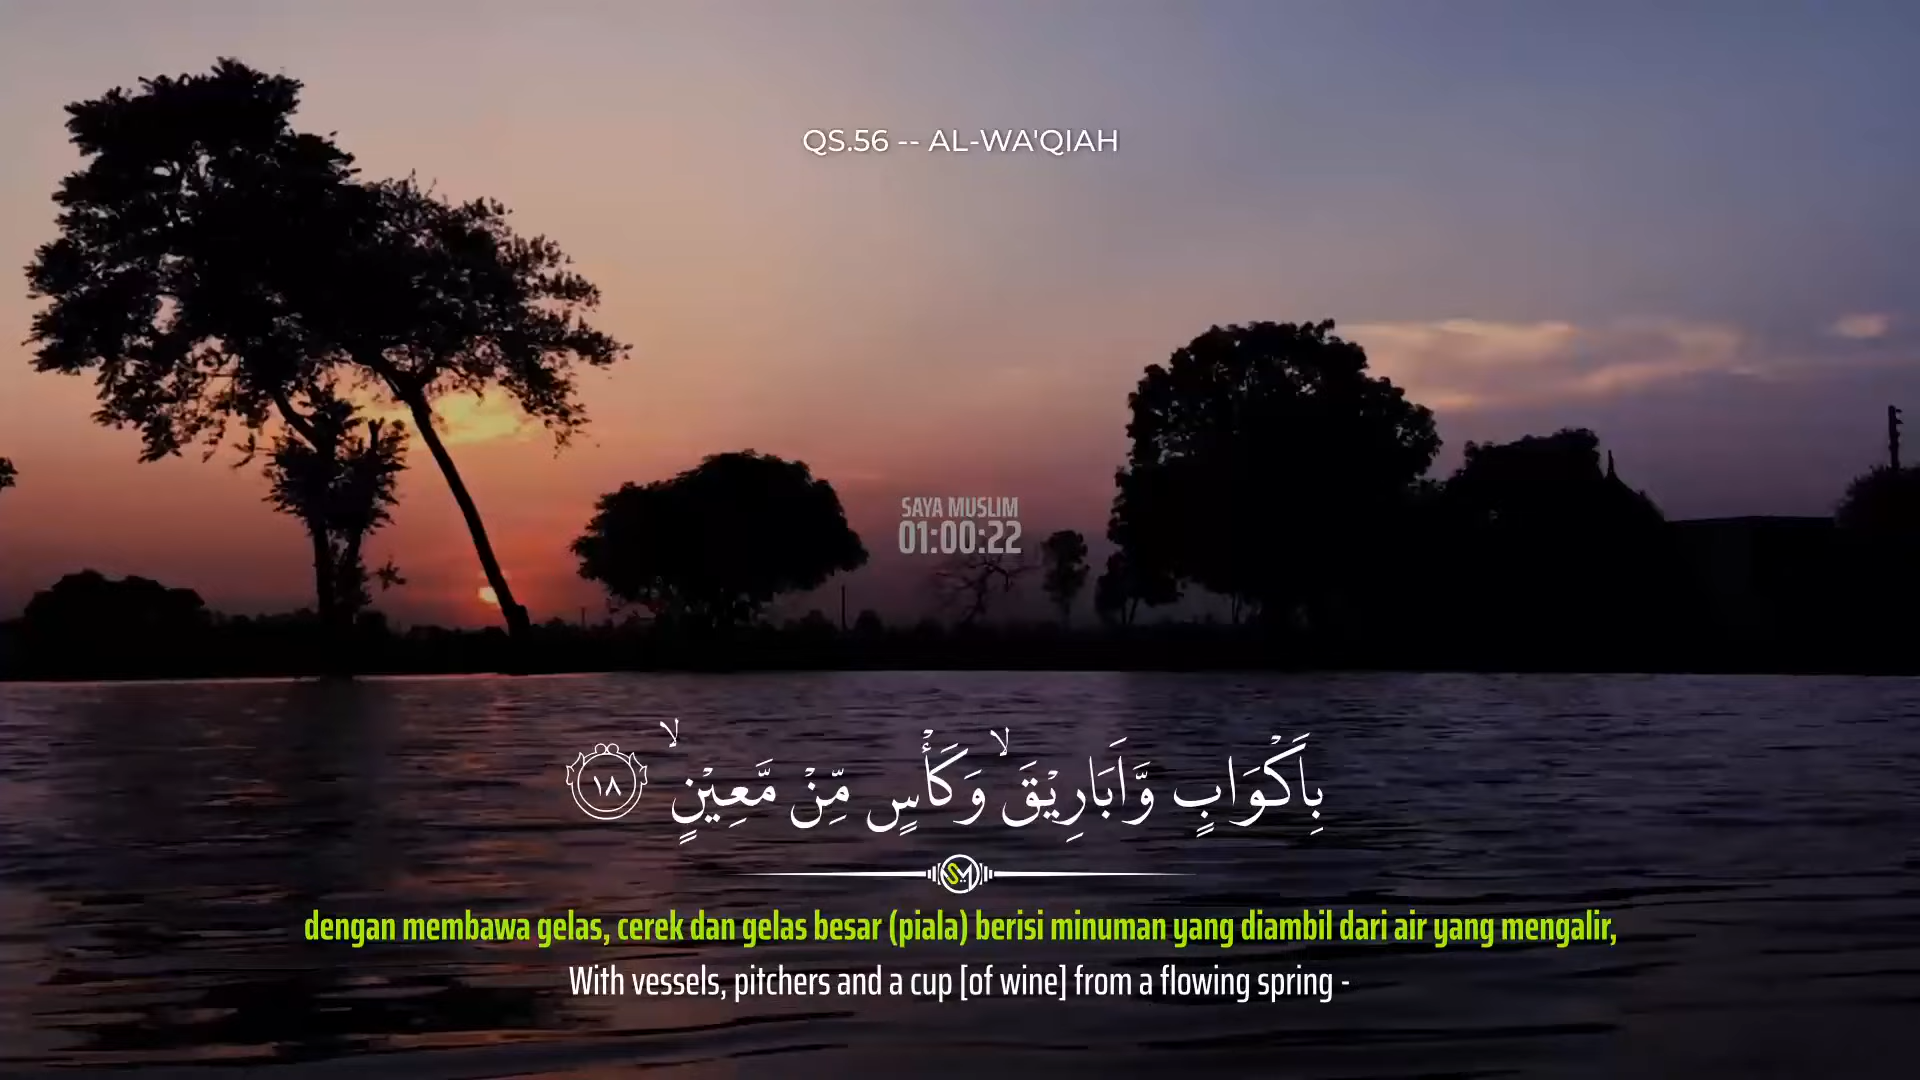 QS.56 -- AL-WA'QIAH
SAYA MUSLIM
01:00:22
بِاَكْوَابٍ وَّاَبَارِيْقَۙ وَكَأْسٍ مِّنْ مَّعِيْنٍۙ ١٨
SM
dengan membawa gelas, cerek dan gelas besar (piala) berisi minuman yang diambil dari air yang mengalir,
With vessels, pitchers and a cup [of wine] from a flowing spring -